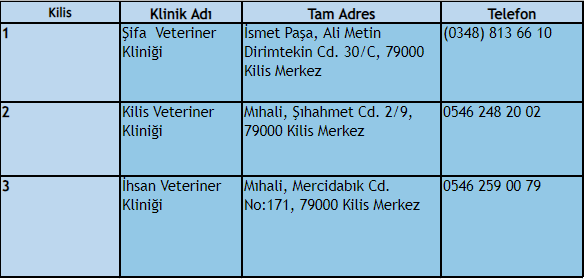 Kilis Klinik Adı Tam Adres Telefon
1 Şifa Veteriner İsmet Paşa, Ali Metin (0348) 813 66 10
Kliniği Dirimtekin Cd. 30/C, 79000
Kilis Merkez
2 Kilis Veteriner Mıhali, Şıhahmet Cd. 2/9, 0546 248 20 02
Kliniği 79000 Kilis Merkez
3 İhsan Veteriner Mıhali, Mercidabık Cd. 0546 259 00 79
Kliniği No:171, 79000 Kilis Merkez